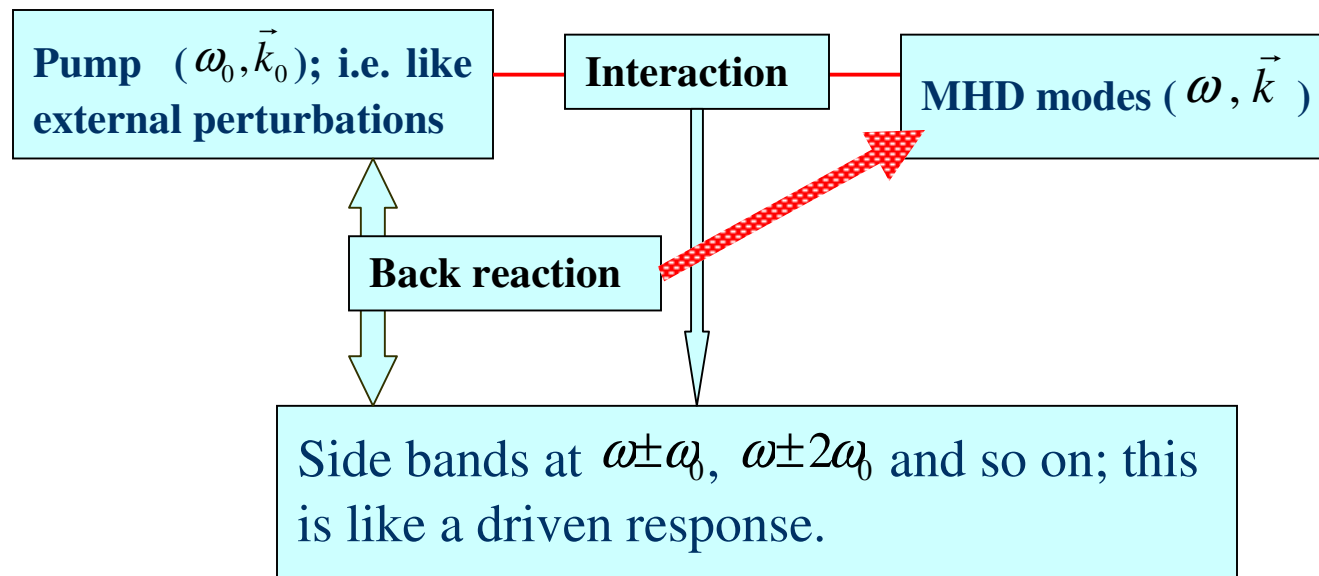 Pump (ω₀, k⃗₀); i.e. like
external perturbations
Interaction
MHD modes (ω, k⃗ )
Back reaction
Side bands at ω±ω₀, ω±2ω₀ and so on; this
is like a driven response.